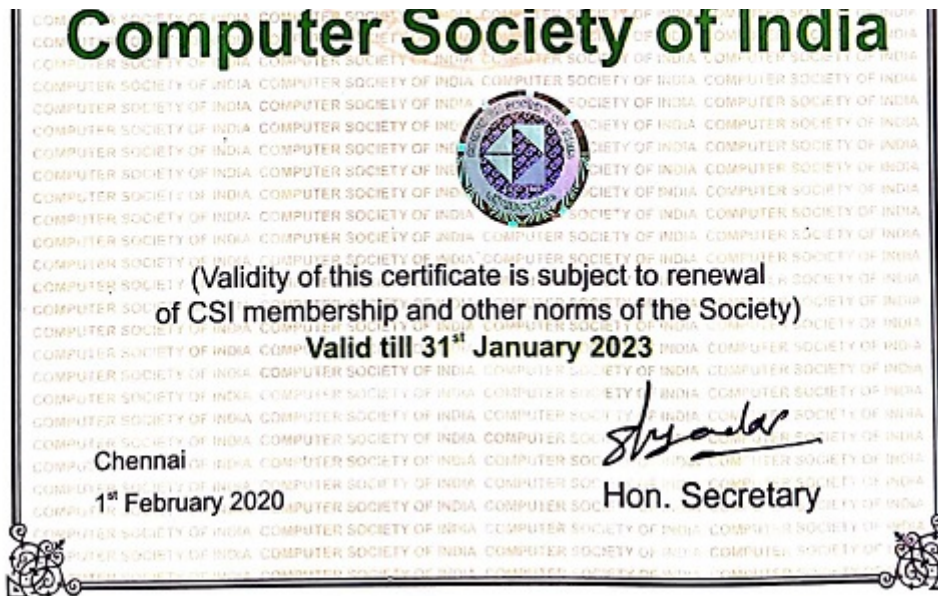 Computer Society of India
(Validity of this certificate is subject to renewal
of CSI membership and other norms of the Society)
Valid till 31st January 2023
Chennai
1st February 2020
Hon. Secretary